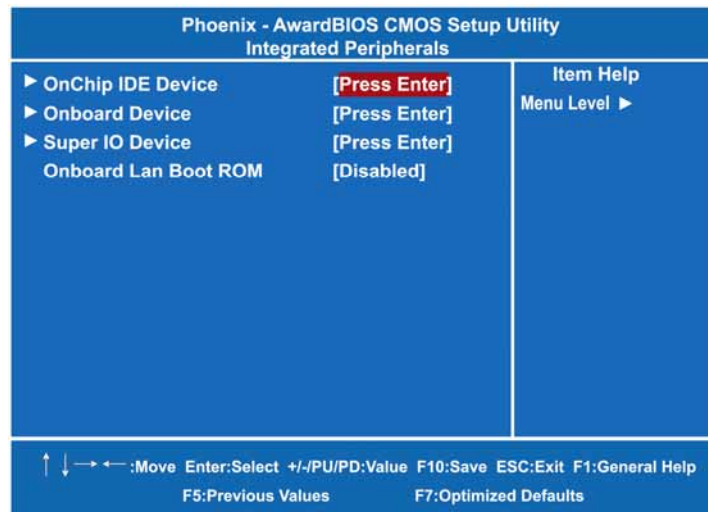 Phoenix - AwardBIOS CMOS Setup Utility
Integrated Peripherals
▶ OnChip IDE Device [Press Enter]
▶ Onboard Device [Press Enter]
▶ Super IO Device [Press Enter]
Onboard Lan Boot ROM [Disabled]
Item Help
Menu Level ▶
↑ ↓ → ← :Move Enter:Select +/-/PU/PD:Value F10:Save ESC:Exit F1:General Help
F5:Previous Values F7:Optimized Defaults